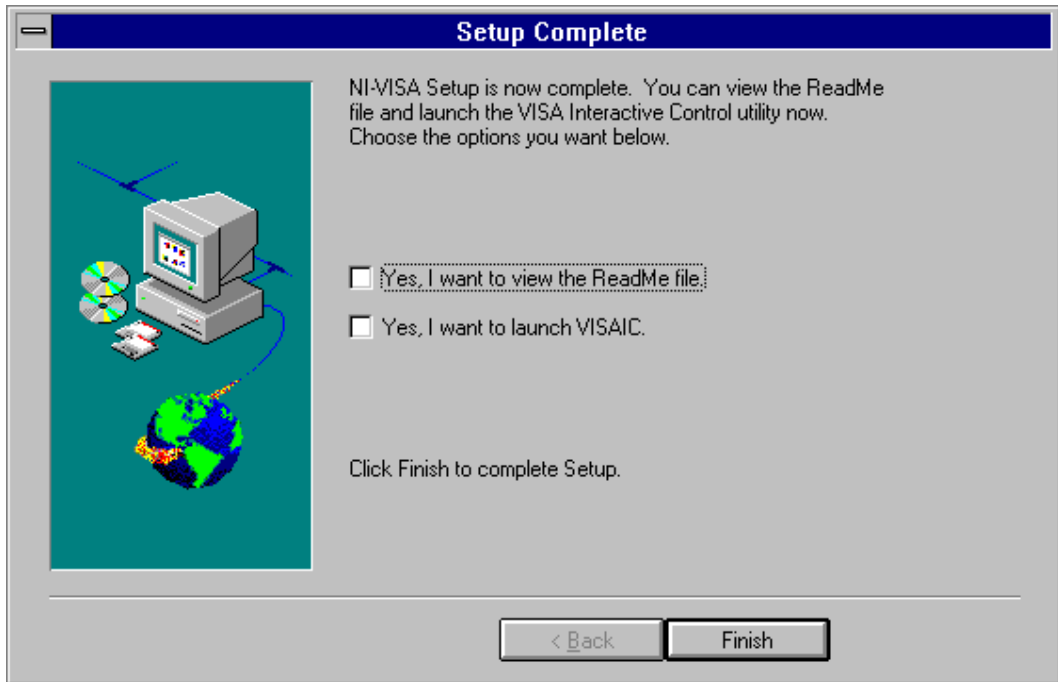 Setup Complete
NI-VISA Setup is now complete.  You can view the ReadMe
file and launch the VISA Interactive Control utility now.
Choose the options you want below.
Yes, I want to view the ReadMe file.
Yes, I want to launch VISAIC.
Click Finish to complete Setup.
< Back
Finish